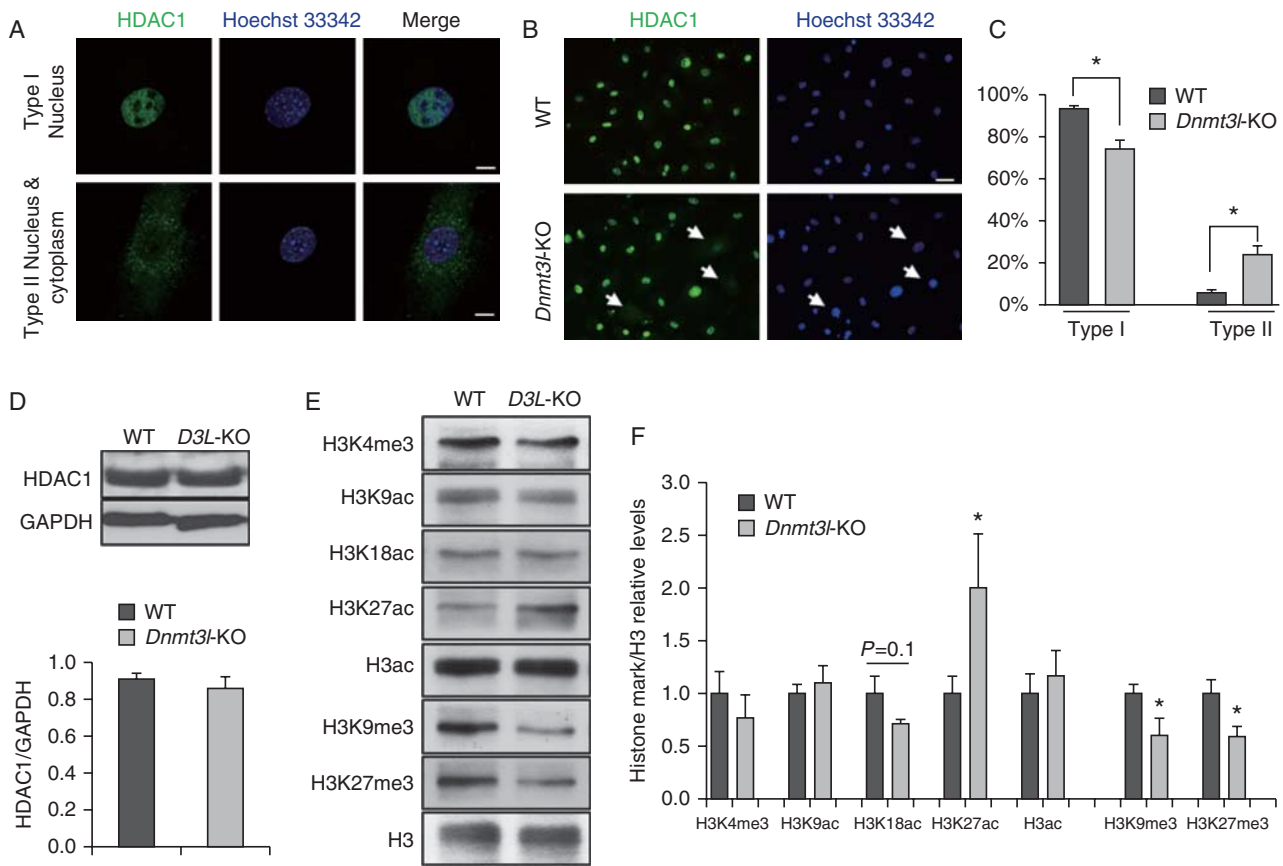 A
HDAC1
Hoechst 33342
Merge
Type I
Nucleus
Type II Nucleus &
cytoplasm
B
HDAC1
Hoechst 33342
WT
Dnmt3l-KO
C
*
*
WT
Dnmt3l-KO
100%
80%
60%
40%
20%
0%
Type I
Type II
D
WT
D3L-KO
HDAC1
GAPDH
WT
Dnmt3l-KO
HDAC1/GAPDH
1.0
0.8
0.6
0.4
0.2
0.0
E
WT
D3L-KO
H3K4me3
H3K9ac
H3K18ac
H3K27ac
H3ac
H3K9me3
H3K27me3
H3
F
WT
Dnmt3l-KO
Histone mark/H3 relative levels
3.0
2.5
2.0
1.5
1.0
0.5
0.0
P=0.1
*
*
*
H3K4me3
H3K9ac
H3K18ac
H3K27ac
H3ac
H3K9me3
H3K27me3